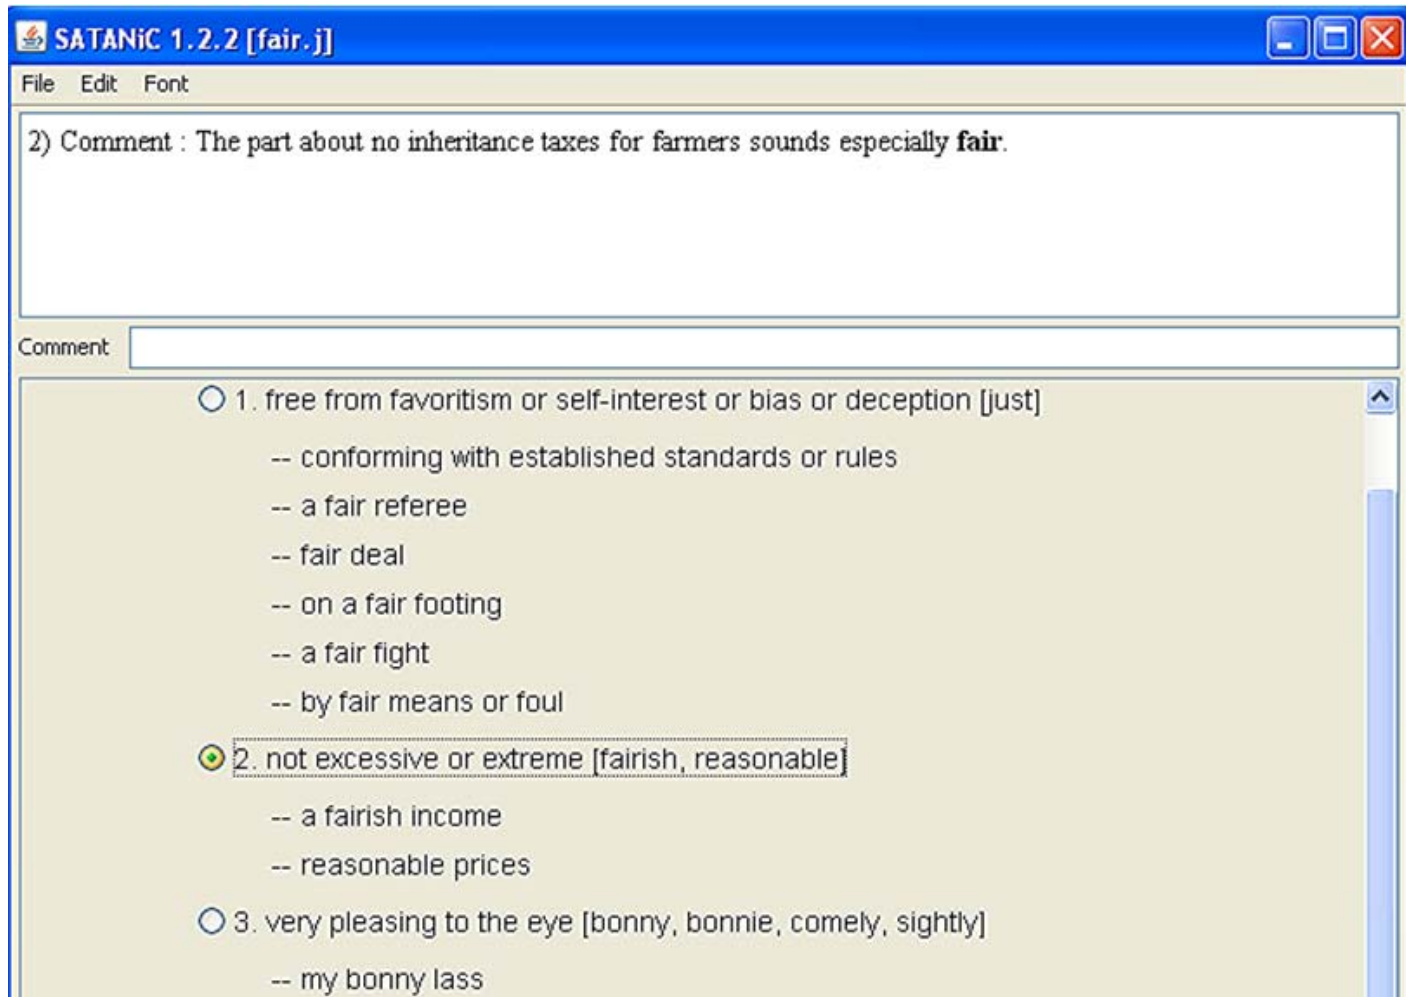 SATANiC 1.2.2 [fair.j]
File Edit Font
2) Comment : The part about no inheritance taxes for farmers sounds especially fair.
Comment
1. free from favoritism or self-interest or bias or deception [just]
-- conforming with established standards or rules
-- a fair referee
-- fair deal
-- on a fair footing
-- a fair fight
-- by fair means or foul
2. not excessive or extreme [fairish, reasonable]
-- a fairish income
-- reasonable prices
3. very pleasing to the eye [bonny, bonnie, comely, sightly]
-- my bonny lass